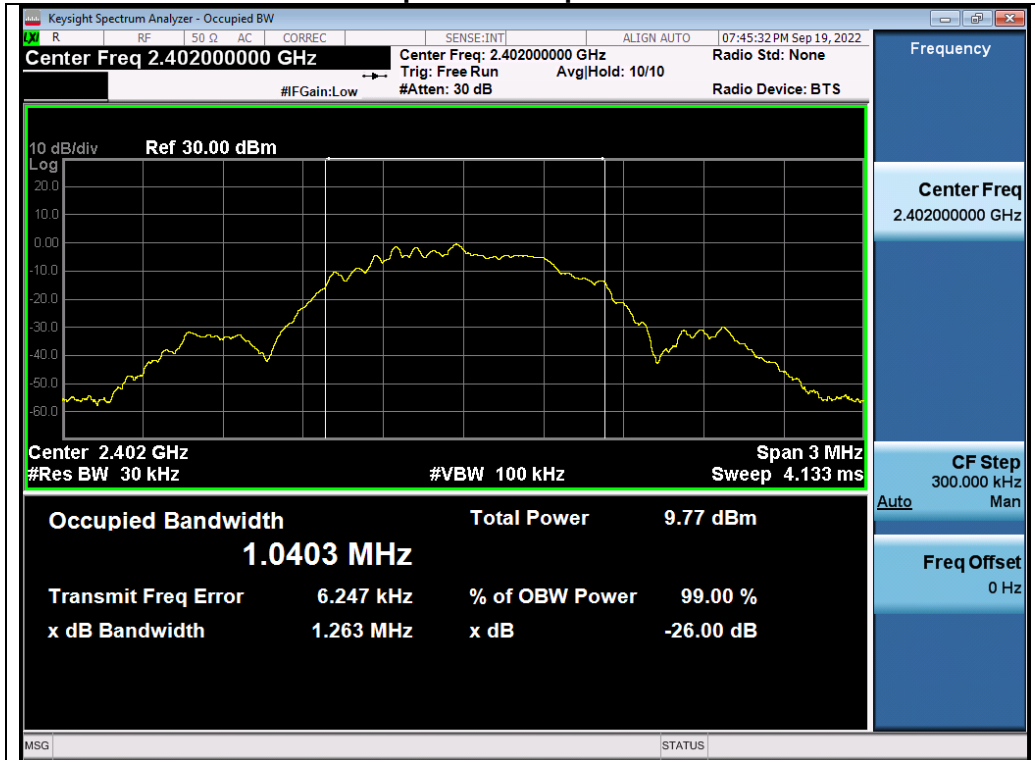 Keysight Spectrum Analyzer - Occupied BW
LXI R RF 50 Ω AC CORREC SENSE:INT ALIGN AUTO 07:45:32 PM Sep 19, 2022
Center Freq 2.402000000 GHz
Center Freq: 2.402000000 GHz Radio Std: None
Trig: Free Run Avg|Hold: 10/10
#IFGain:Low #Atten: 30 dB Radio Device: BTS
10 dB/div Ref 30.00 dBm
Log
20.0
10.0
0.00
-10.0
-20.0
-30.0
-40.0
-50.0
-60.0
Center 2.402 GHz Span 3 MHz
#Res BW 30 kHz #VBW 100 kHz Sweep 4.133 ms
Occupied Bandwidth Total Power 9.77 dBm
1.0403 MHz
Transmit Freq Error 6.247 kHz % of OBW Power 99.00 %
x dB Bandwidth 1.263 MHz x dB -26.00 dB
MSG STATUS
Frequency
Center Freq
2.402000000 GHz
CF Step
300.000 kHz
Auto Man
Freq Offset
0 Hz